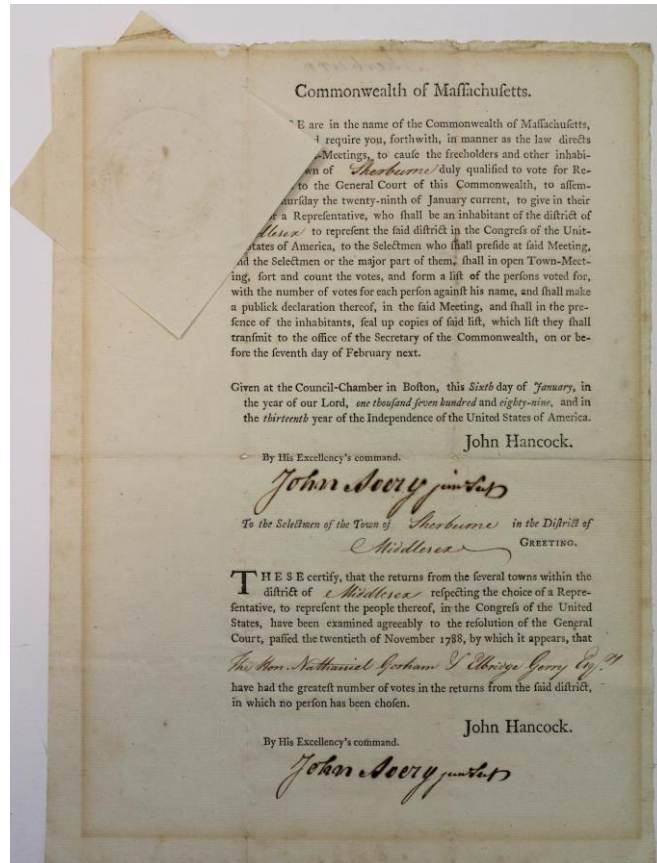 Commonwealth of Maſſachuſetts.
E are in the name of the Commonwealth of Maſſachuſetts,
require you, forthwith, in manner as the law directs
-Meetings, to cauſe the freeholders and other inhabi-
wn of Sherburne duly qualified to vote for Re-
to the General Court of this Commonwealth, to aſſem-
hurſday the twenty-ninth of January current, to give in their
r a Repreſentative, who ſhall be an inhabitant of the diſtrict of
dleſex to repreſent the ſaid diſtrict in the Congreſs of the Unit-
tates of America, to the Selectmen who ſhall preſide at ſaid Meeting,
nd the Selectmen or the major part of them, ſhall in open Town-Meet-
ing, ſort and count the votes, and form a liſt of the perſons voted for,
with the number of votes for each perſon againſt his name, and ſhall make
a publick declaration thereof, in the ſaid Meeting, and ſhall in the pre-
ſence of the inhabitants, ſeal up copies of ſaid liſt, which liſt they ſhall
tranſmit to the office of the Secretary of the Commonwealth, on or be-
fore the ſeventh day of February next.
Given at the Council-Chamber in Boſton, this Sixth day of January, in
the year of our Lord, one thouſand ſeven hundred and eighty-nine, and in
the thirteenth year of the Independence of the United States of America.
John Hancock.
By His Excellency's command.
John Avery junr Secy
To the Selectmen of the Town of Sherburne in the Diſtrict of
Middlesex GREETING.
THESE certify, that the returns from the ſeveral towns within the
diſtrict of Middlesex reſpecting the choice of a Repre-
ſentative, to repreſent the people thereof, in the Congreſs of the United
States, have been examined agreeably to the reſolution of the General
Court, paſſed the twentieth of November 1788, by which it appears, that
The Hon. Nathaniel Gorham & Elbridge Gerry Esqrs
have had the greateſt number of votes in the returns from the ſaid diſtrict,
in which no perſon has been choſen.
John Hancock.
By His Excellency's command.
John Avery junr Secy